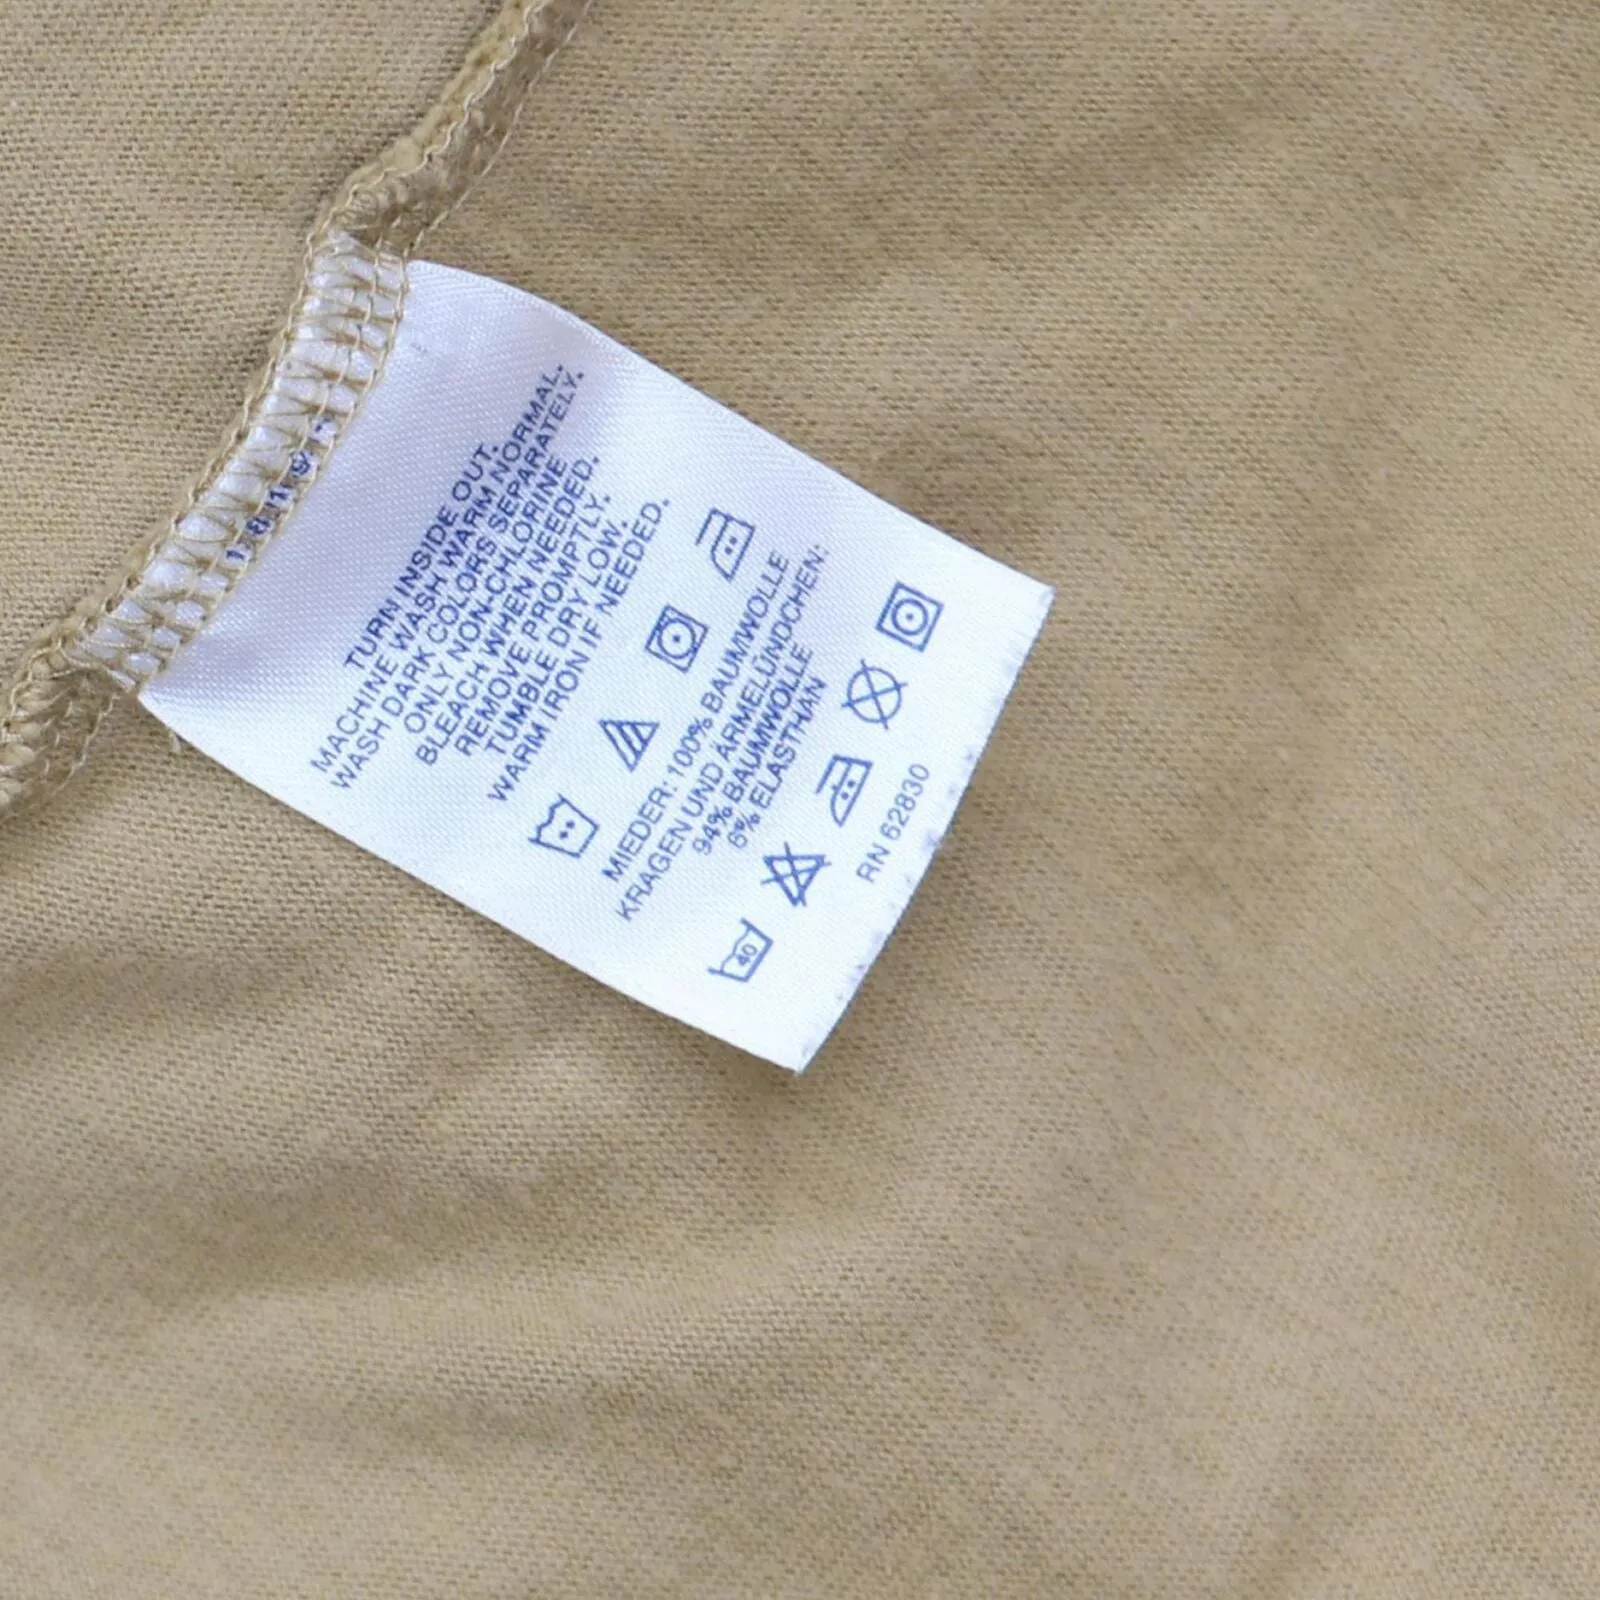 TURN INSIDE OUT.
MACHINE WASH WARM NORMAL.
WASH DARK COLORS SEPARATELY.
ONLY NON-CHLORINE
BLEACH WHEN NEEDED.
REMOVE PROMPTLY.
TUMBLE DRY LOW.
WARM IRON IF NEEDED.
MIEDER: 100% BAUMWOLLE
KRAGEN UND ÄRMELÜNDCHEN:
94% BAUMWOLLE
6% ELASTHAN
40
RN 62830